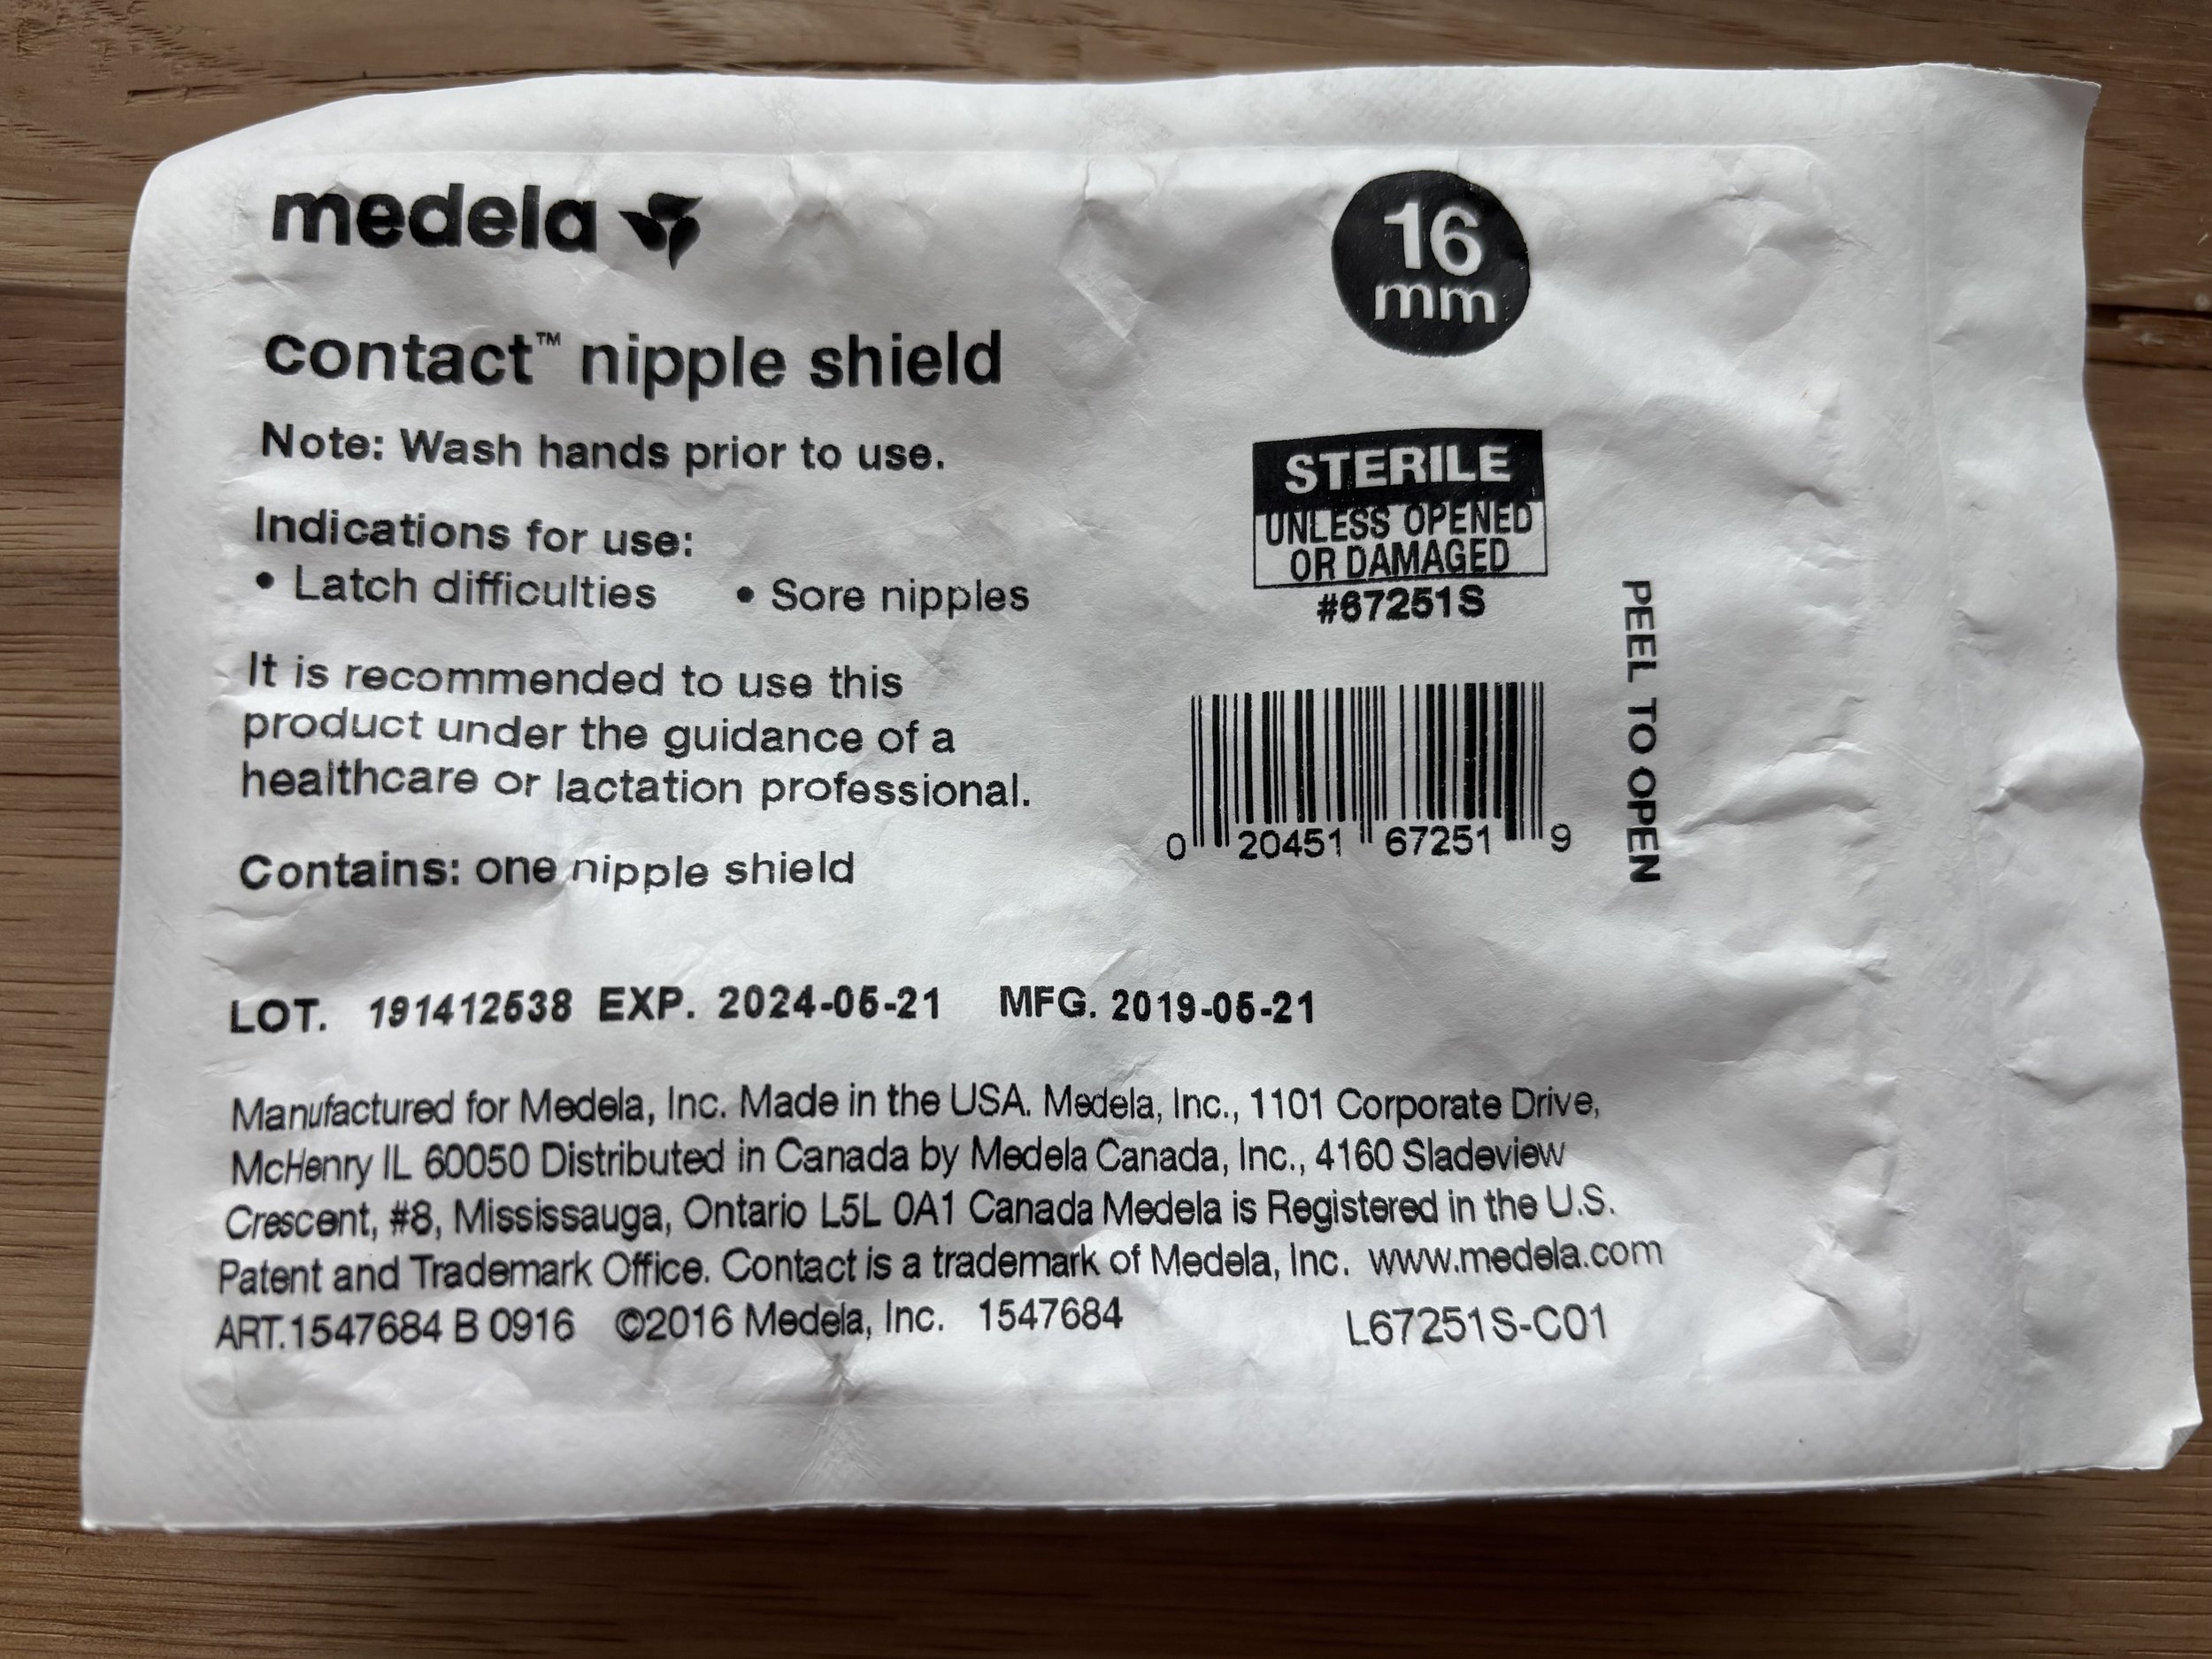 medela
16
mm
contact™ nipple shield
Note: Wash hands prior to use.
Indications for use:
• Latch difficulties • Sore nipples
It is recommended to use this
product under the guidance of a
healthcare or lactation professional.
Contains: one nipple shield
STERILE
UNLESS OPENED
OR DAMAGED
#67251S
0 20451 67251 9
PEEL TO OPEN
LOT. 191412538 EXP. 2024-05-21 MFG. 2019-05-21
Manufactured for Medela, Inc. Made in the USA. Medela, Inc., 1101 Corporate Drive,
McHenry IL 60050 Distributed in Canada by Medela Canada, Inc., 4160 Sladeview
Crescent, #8, Mississauga, Ontario L5L 0A1 Canada Medela is Registered in the U.S.
Patent and Trademark Office. Contact is a trademark of Medela, Inc. www.medela.com
ART.1547684 B 0916 ©2016 Medela, Inc. 1547684 L67251S-C01